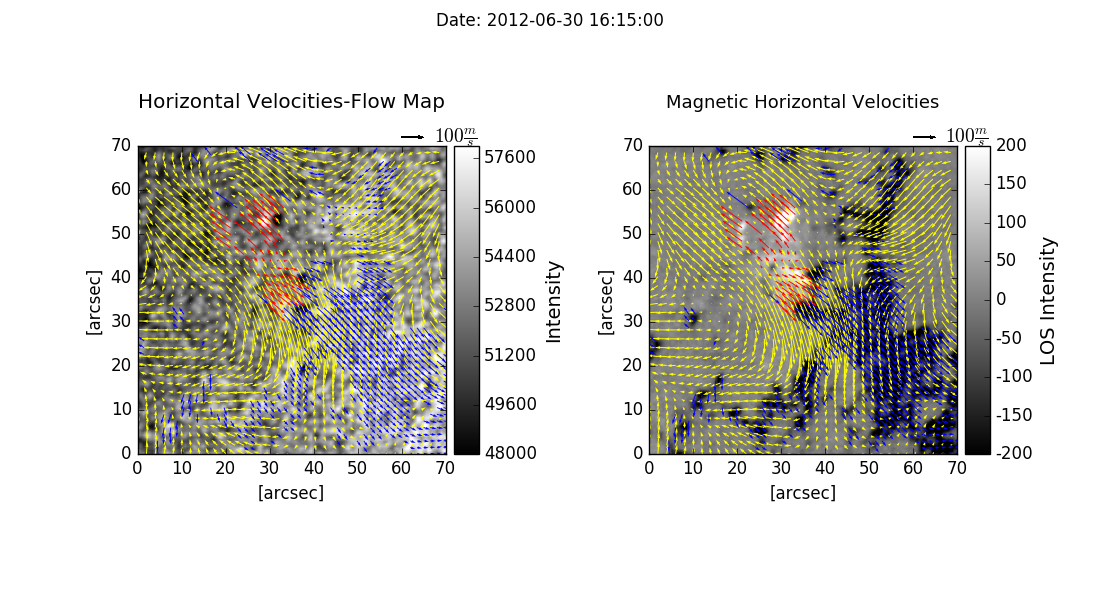 Date: 2012-06-30 16:15:00
Horizontal Velocities-Flow Map
100 m/s
70
60
50
40
30
20
10
0
0 10 20 30 40 50 60 70
[arcsec]
[arcsec]
57600
56000
54400
52800
51200
49600
48000
Intensity
Magnetic Horizontal Velocities
100 m/s
70
60
50
40
30
20
10
0
0 10 20 30 40 50 60 70
[arcsec]
[arcsec]
200
150
100
50
0
-50
-100
-150
-200
LOS Intensity